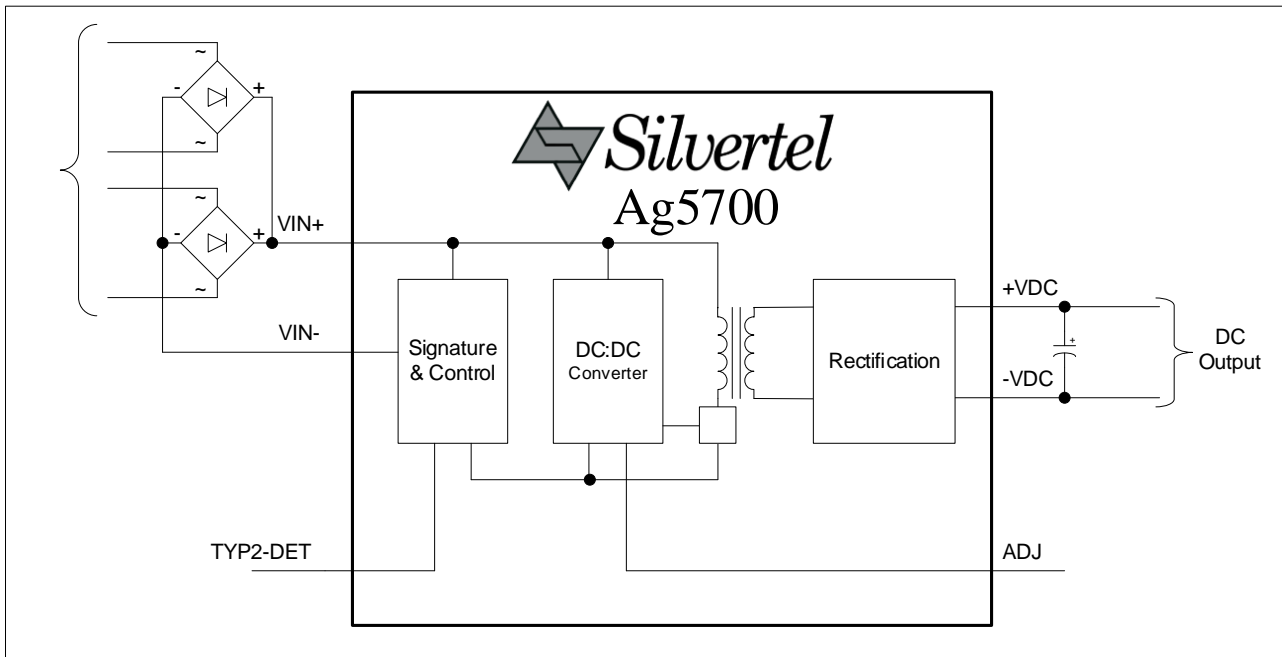 ~
-
+
~
~
-
+
~
VIN+
VIN-
Silvertel
Ag5700
Signature
& Control
DC:DC
Converter
Rectification
+VDC
+
-VDC
DC
Output
TYP2-DET
ADJ